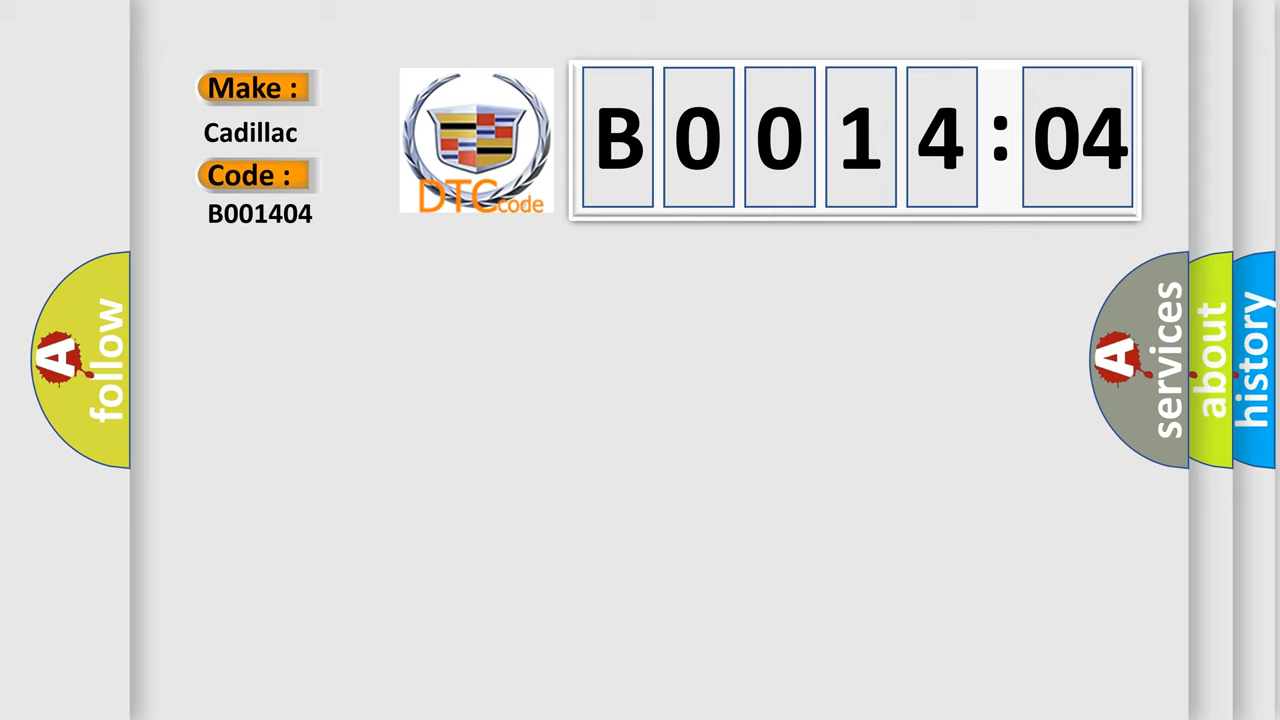 Make :
Cadillac
Code :
B001404
DTCcode
B 0 0 1 4 : 04
A follow
A services
about
history